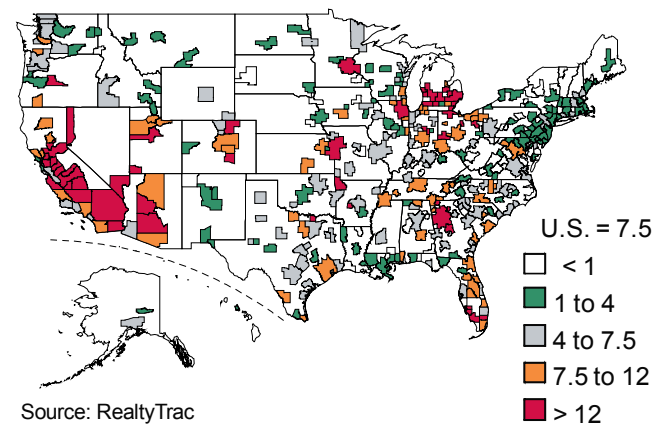 U.S. = 7.5
< 1
1 to 4
4 to 7.5
7.5 to 12
> 12
Source: RealtyTrac